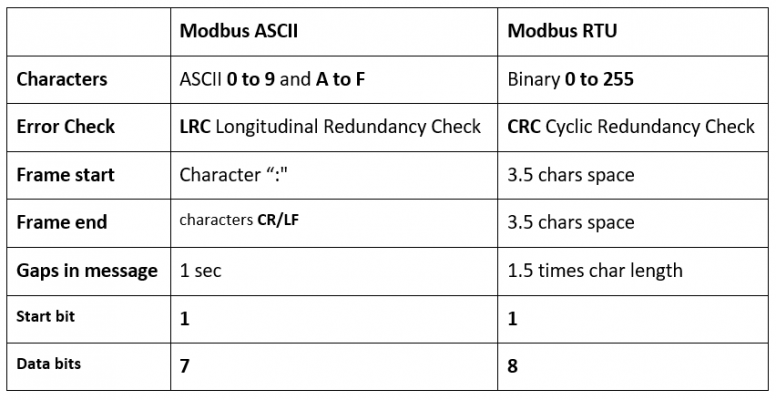 Modbus ASCII Modbus RTU
Characters ASCII 0 to 9 and A to F Binary 0 to 255
Error Check LRC Longitudinal Redundancy Check CRC Cyclic Redundancy Check
Frame start Character “:" 3.5 chars space
Frame end characters CR/LF 3.5 chars space
Gaps in message 1 sec 1.5 times char length
Start bit 1 1
Data bits 7 8